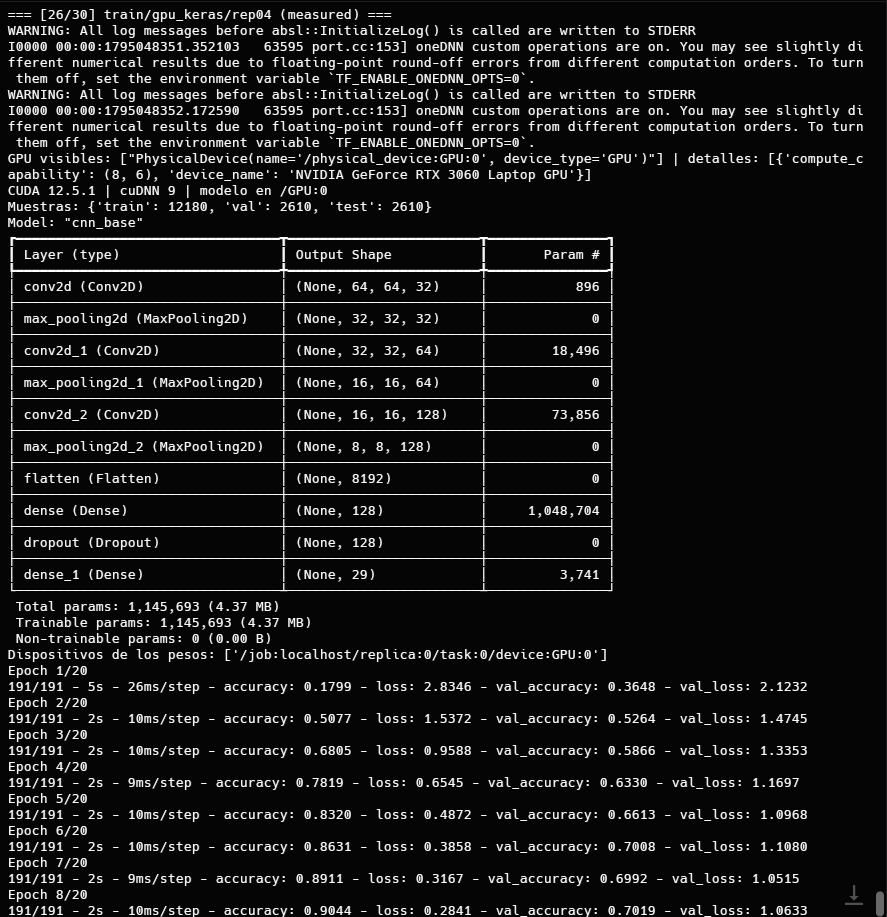 === [26/30] train/gpu_keras/rep04 (measured) ===
WARNING: All log messages before absl::InitializeLog() is called are written to STDERR
I0000 00:00:1795048351.352103   63595 port.cc:153] oneDNN custom operations are on. You may see slightly di
fferent numerical results due to floating-point round-off errors from different computation orders. To turn
 them off, set the environment variable `TF_ENABLE_ONEDNN_OPTS=0`.
WARNING: All log messages before absl::InitializeLog() is called are written to STDERR
I0000 00:00:1795048352.172590   63595 port.cc:153] oneDNN custom operations are on. You may see slightly di
fferent numerical results due to floating-point round-off errors from different computation orders. To turn
 them off, set the environment variable `TF_ENABLE_ONEDNN_OPTS=0`.
GPU visibles: ["PhysicalDevice(name='/physical_device:GPU:0', device_type='GPU')"] | detalles: [{'compute_c
apability': (8, 6), 'device_name': 'NVIDIA GeForce RTX 3060 Laptop GPU'}]
CUDA 12.5.1 | cuDNN 9 | modelo en /GPU:0
Muestras: {'train': 12180, 'val': 2610, 'test': 2610}
Model: "cnn_base"
Layer (type) Output Shape Param #
conv2d (Conv2D) (None, 64, 64, 32) 896
max_pooling2d (MaxPooling2D) (None, 32, 32, 32) 0
conv2d_1 (Conv2D) (None, 32, 32, 64) 18,496
max_pooling2d_1 (MaxPooling2D) (None, 16, 16, 64) 0
conv2d_2 (Conv2D) (None, 16, 16, 128) 73,856
max_pooling2d_2 (MaxPooling2D) (None, 8, 8, 128) 0
flatten (Flatten) (None, 8192) 0
dense (Dense) (None, 128) 1,048,704
dropout (Dropout) (None, 128) 0
dense_1 (Dense) (None, 29) 3,741
Total params: 1,145,693 (4.37 MB)
Trainable params: 1,145,693 (4.37 MB)
Non-trainable params: 0 (0.00 B)
Dispositivos de los pesos: ['/job:localhost/replica:0/task:0/device:GPU:0']
Epoch 1/20
191/191 - 5s - 26ms/step - accuracy: 0.1799 - loss: 2.8346 - val_accuracy: 0.3648 - val_loss: 2.1232
Epoch 2/20
191/191 - 2s - 10ms/step - accuracy: 0.5077 - loss: 1.5372 - val_accuracy: 0.5264 - val_loss: 1.4745
Epoch 3/20
191/191 - 2s - 10ms/step - accuracy: 0.6805 - loss: 0.9588 - val_accuracy: 0.5866 - val_loss: 1.3353
Epoch 4/20
191/191 - 2s - 9ms/step - accuracy: 0.7819 - loss: 0.6545 - val_accuracy: 0.6330 - val_loss: 1.1697
Epoch 5/20
191/191 - 2s - 10ms/step - accuracy: 0.8320 - loss: 0.4872 - val_accuracy: 0.6613 - val_loss: 1.0968
Epoch 6/20
191/191 - 2s - 10ms/step - accuracy: 0.8631 - loss: 0.3858 - val_accuracy: 0.7008 - val_loss: 1.1080
Epoch 7/20
191/191 - 2s - 9ms/step - accuracy: 0.8911 - loss: 0.3167 - val_accuracy: 0.6992 - val_loss: 1.0515
Epoch 8/20
191/191 - 2s - 10ms/step - accuracy: 0.9044 - loss: 0.2841 - val_accuracy: 0.7019 - val_loss: 1.0633